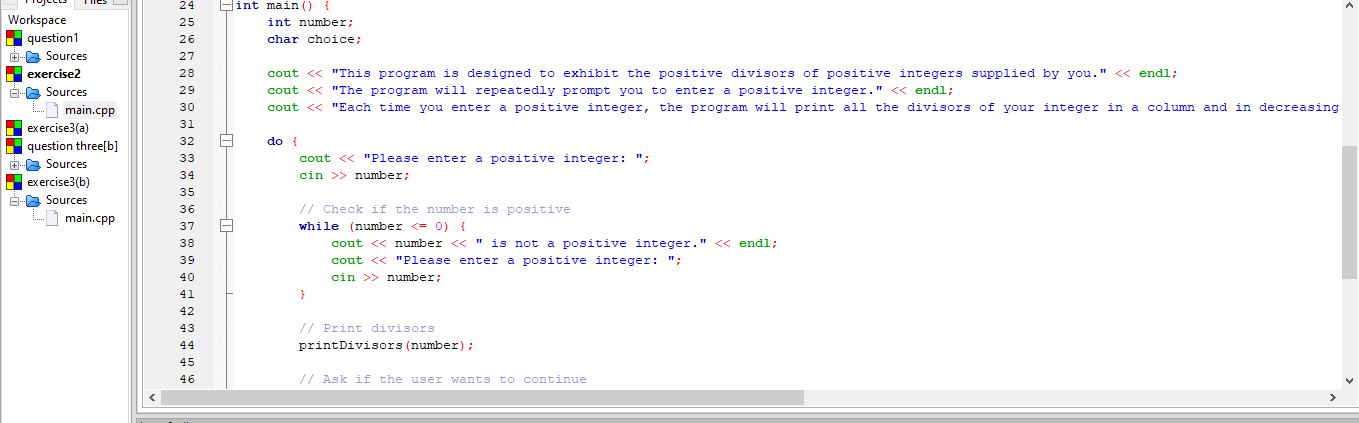 Projects Files
Workspace
question1
Sources
exercise2
Sources
main.cpp
exercise3(a)
question three[b]
Sources
exercise3(b)
Sources
main.cpp
24 int main() {
25 int number;
26 char choice;
27
28 cout << "This program is designed to exhibit the positive divisors of positive integers supplied by you." << endl;
29 cout << "The program will repeatedly prompt you to enter a positive integer." << endl;
30 cout << "Each time you enter a positive integer, the program will print all the divisors of your integer in a column and in decreasing
31
32 do {
33 cout << "Please enter a positive integer: ";
34 cin >> number;
35
36 // Check if the number is positive
37 while (number <= 0) {
38 cout << number << " is not a positive integer." << endl;
39 cout << "Please enter a positive integer: ";
40 cin >> number;
41 }
42
43 // Print divisors
44 printDivisors(number);
45
46 // Ask if the user wants to continue